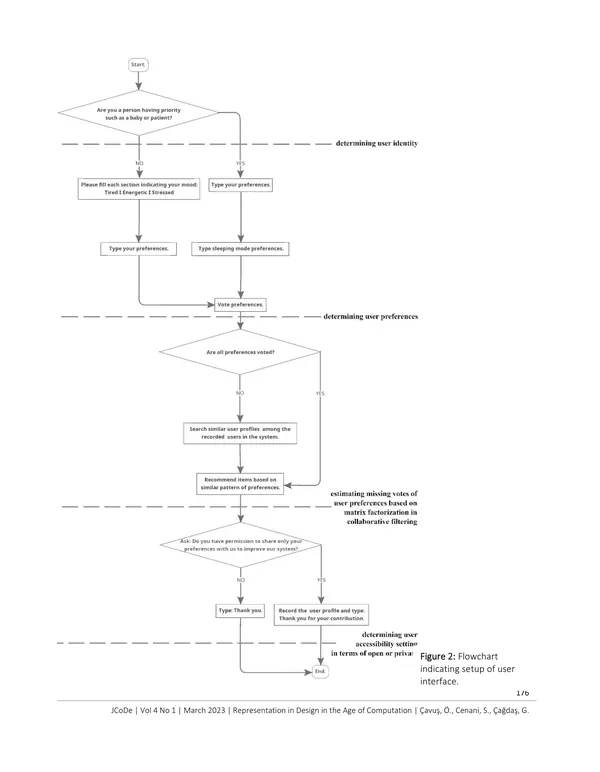 Start.
Are you a person having priority
such as a baby or patient?
determining user identity
NO
YES
Please fill each section indicating your mood:
Tired I Energetic I Stressed
Type your preferences.
Type your preferences.
Type sleeping mode preferences.
Vote preferences.
determining user preferences
Are all preferences voted?
NO
YES
Search similar user profiles among the
recorded users in the system.
Recommend items based on
similar pattern of preferences.
estimating missing votes of
user preferences based on
matrix factorization in
collaborative filtering
Ask: Do you have permission to share only your
preferences with us to improve our system?
NO
YES
Type: Thank you.
Record the user profile and type:
Thank you for your contribution.
determining user
accessibility setting
in terms of open or privat
End.
Figure 2: Flowchart
indicating setup of user
interface.
176
JCoDe | Vol 4 No 1 | March 2023 | Representation in Design in the Age of Computation | Çavuş, Ö., Cenani, S., Çağdaş, G.